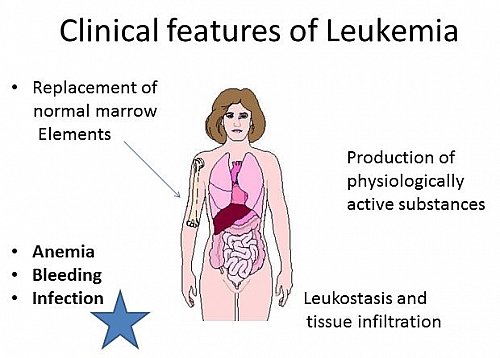 Clinical features of Leukemia
• Replacement of
normal marrow
Elements
Production of
physiologically
active substances
• Anemia
• Bleeding
• Infection
Leukostasis and
tissue infiltration